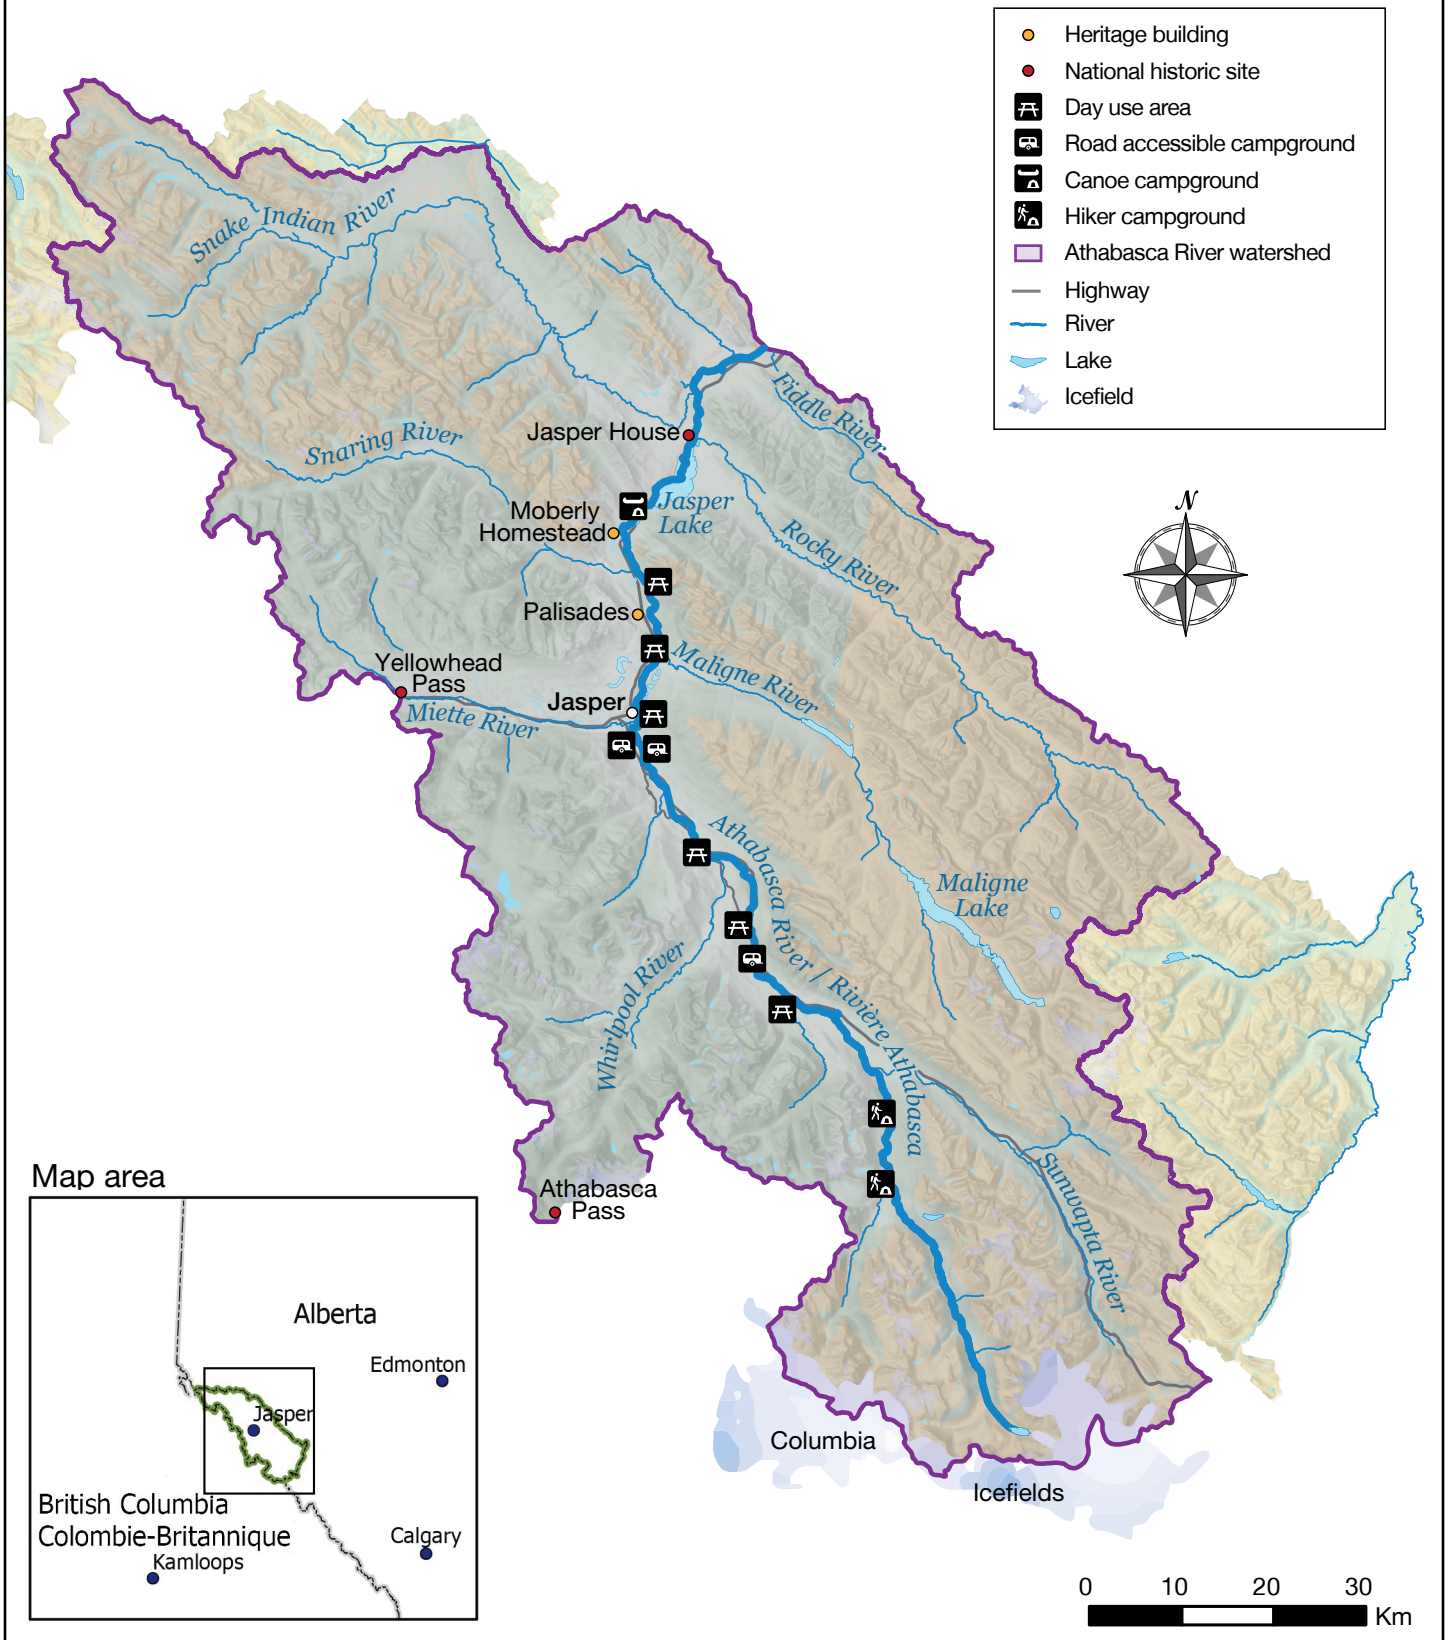 Heritage building
National historic site
Day use area
Road accessible campground
Canoe campground
Hiker campground
Athabasca River watershed
Highway
River
Lake
Icefield
Snake Indian River
Fiddle River
Jasper House
Snaring River
Jasper
Lake
Moberly
Homestead
Rocky River
N
Palisades
Maligne River
Yellowhead
Pass
Jasper
Miette River
Athabasca River / Rivière Athabasca
Maligne
Lake
Whirlpool River
Sunwapta River
Athabasca
Pass
Columbia
Icefields
Map area
Alberta
Edmonton
Jasper
British Columbia
Colombie-Britannique
Kamloops
Calgary
0 10 20 30
Km